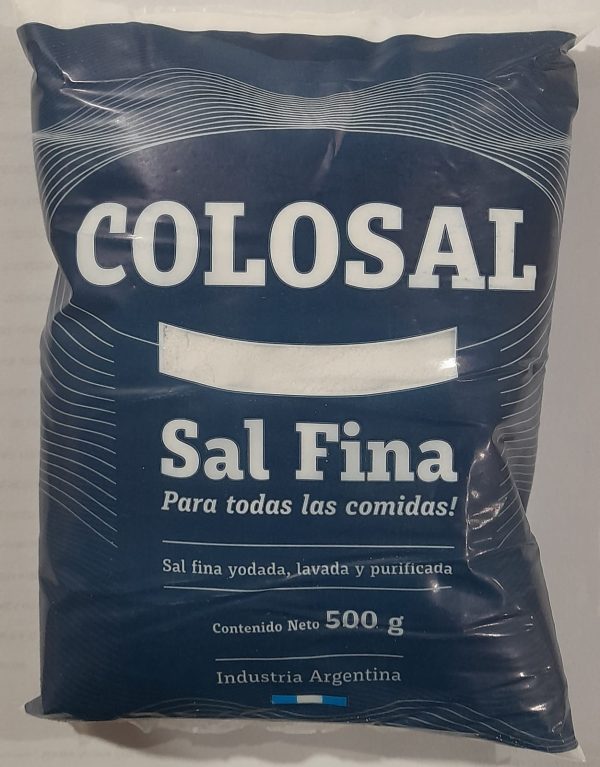 COLOSAL
Sal Fina
Para todas las comidas!
Sal fina yodada, lavada y purificada
Contenido Neto 500 g
Industria Argentina